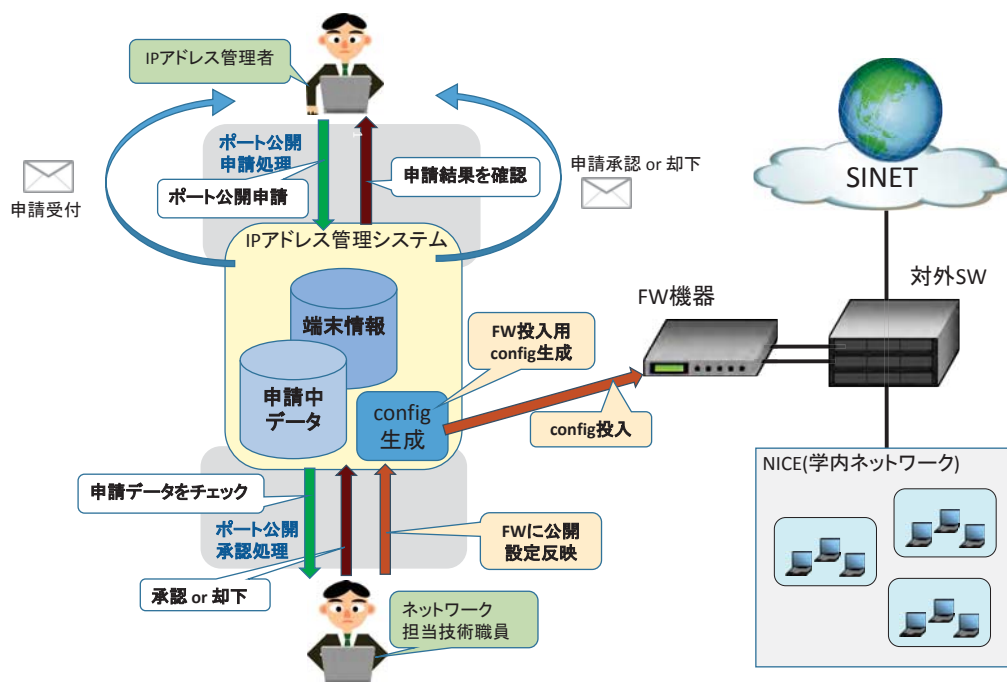 IPアドレス管理者
ポート公開
申請処理
ポート公開申請
申請結果を確認
申請受付
申請承認 or 却下
IPアドレス管理システム
端末情報
申請中
データ
config
生成
FW投入用
config生成
config投入
FW機器
SINET
対外SW
NICE(学内ネットワーク)
申請データをチェック
ポート公開
承認処理
承認 or 却下
FWに公開
設定反映
ネットワーク
担当技術職員